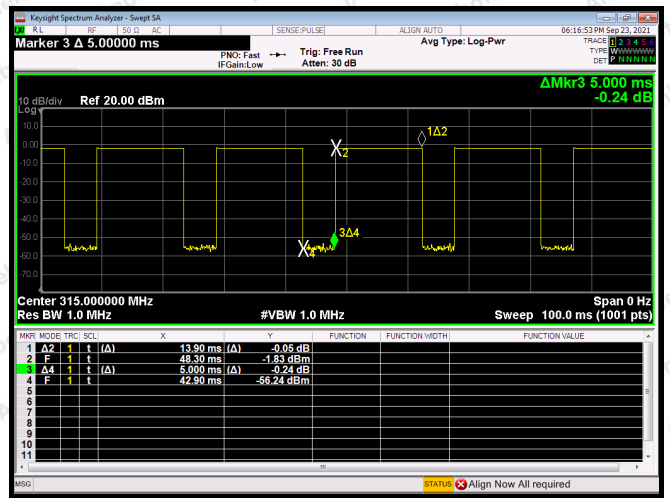 Keysight Spectrum Analyzer - Swept SA
RL RF 50 Ω AC SENSE:PULSE ALIGN AUTO 06:16:53 PM Sep 23, 2021
Marker 3 Δ 5.00000 ms
PNO: Fast
IFGain:Low
Trig: Free Run
Atten: 30 dB
Avg Type: Log-Pwr
TRACE 1 2 3 4 5 6
TYPE WWWWWW
DET P N N N N N
ΔMkr3 5.000 ms
-0.24 dB
10 dB/div Ref 20.00 dBm
Log
10.0
0.00
-10.0
-20.0
-30.0
-40.0
-50.0
-60.0
-70.0
1Δ2
2
3Δ4
4
Center 315.000000 MHz Span 0 Hz
Res BW 1.0 MHz #VBW 1.0 MHz Sweep 100.0 ms (1001 pts)
MKR MODE TRC SCL X Y FUNCTION FUNCTION WIDTH FUNCTION VALUE
1 Δ2 1 t (Δ) 13.90 ms (Δ) -0.05 dB
2 F 1 t 48.30 ms -1.83 dBm
3 Δ4 1 t (Δ) 5.000 ms (Δ) -0.24 dB
4 F 1 t 42.90 ms -56.24 dBm
5
6
7
8
9
10
11
MSG STATUS Align Now All required